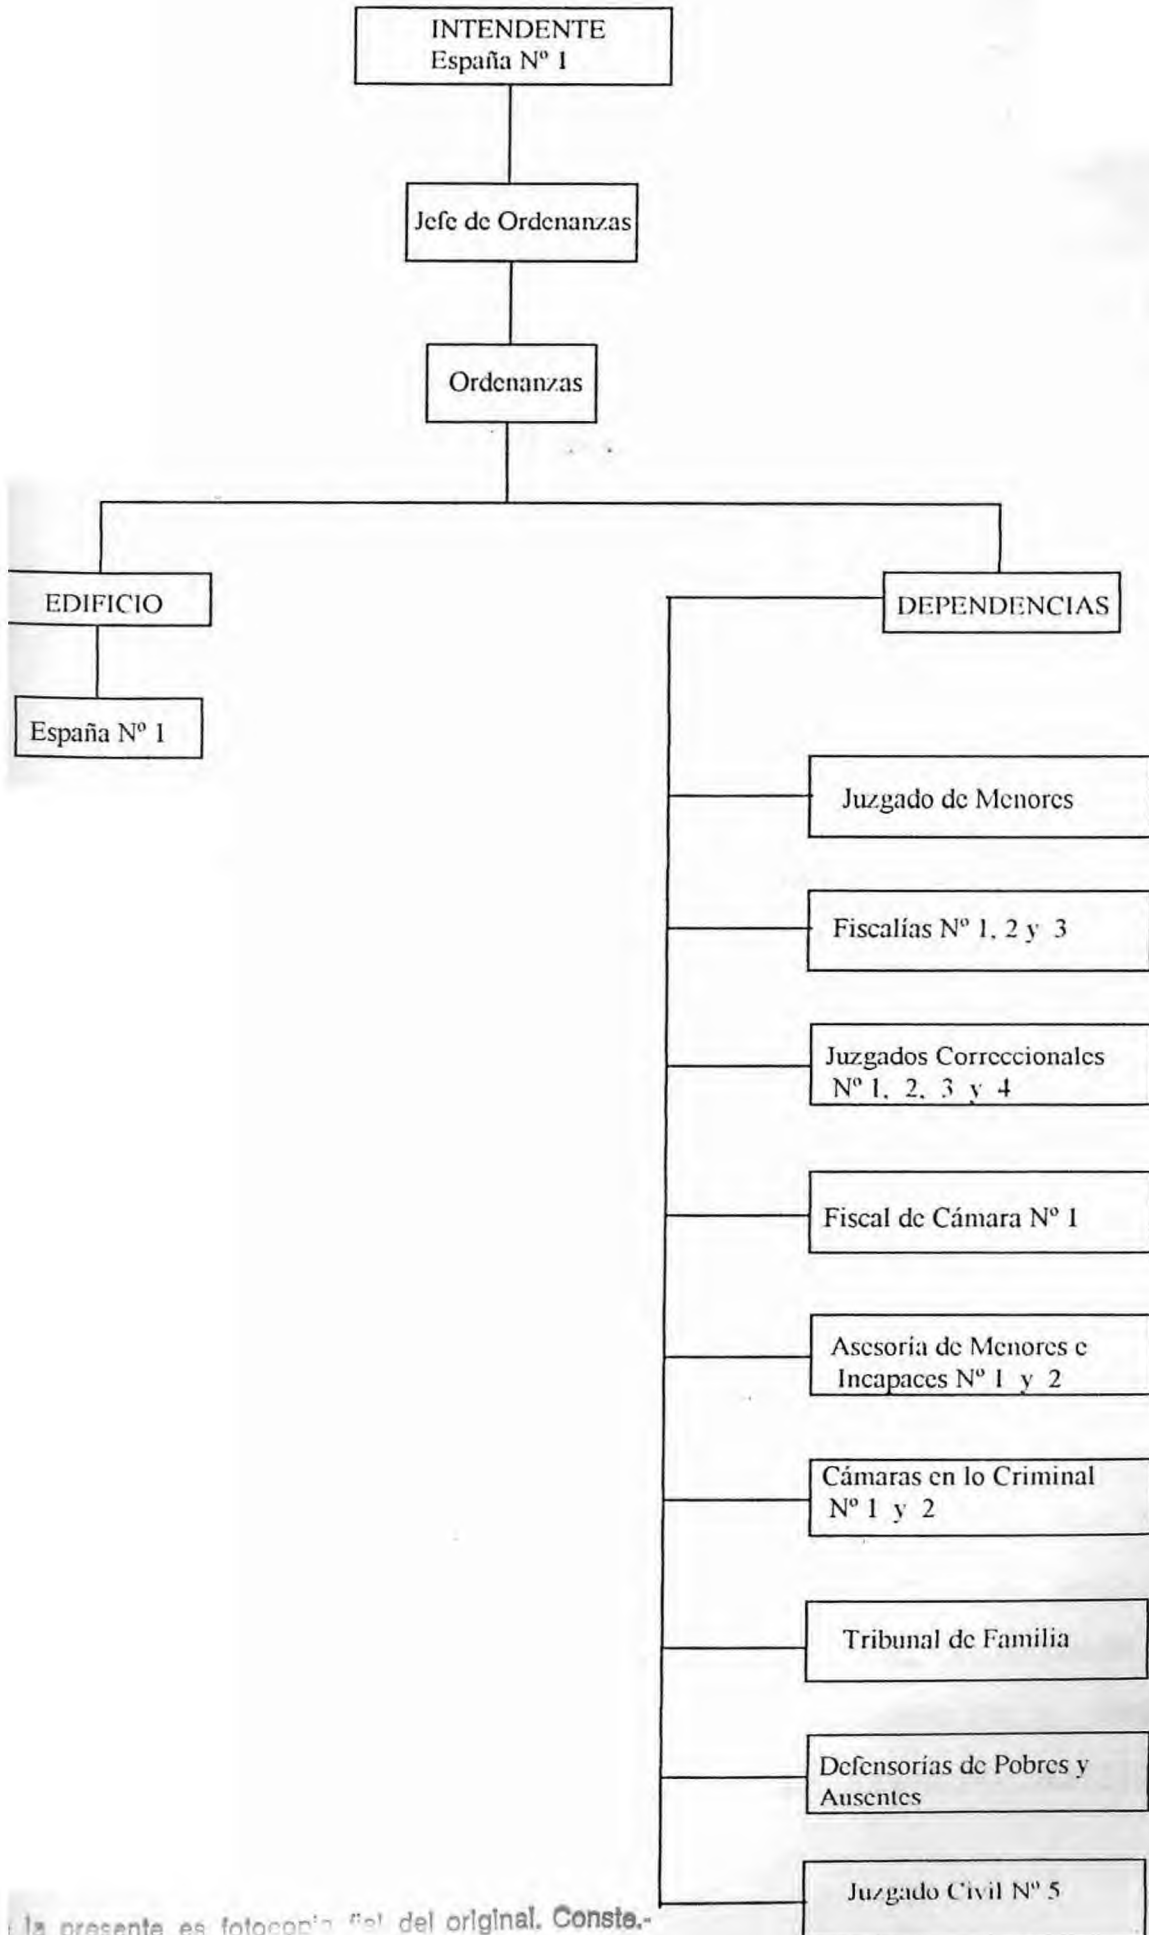 INTENDENTE
España Nº 1
Jefe de Ordenanzas
Ordenanzas
EDIFICIO
DEPENDENCIAS
España Nº 1
Juzgado de Menores
Fiscalías Nº 1, 2 y 3
Juzgados Correccionales
Nº 1, 2, 3 y 4
Fiscal de Cámara Nº 1
Asesoría de Menores e
Incapaces Nº 1 y 2
Cámaras en lo Criminal
Nº 1 y 2
Tribunal de Familia
Defensorías de Pobres y
Ausentes
Juzgado Civil Nº 5
la presente es fotocopia fiel del original. Conste.-